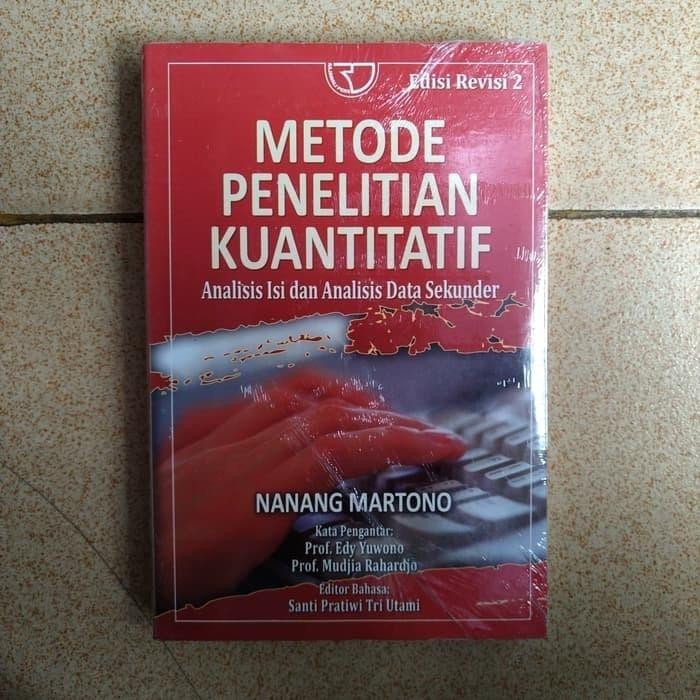 Edisi Revisi 2
METODE
PENELITIAN
KUANTITATIF
Analisis Isi dan Analisis Data Sekunder
NANANG MARTONO
Kata Pengantar:
Prof. Edy Yuwono
Prof. Mudjia Rahardjo
Editor Bahasa:
Santi Pratiwi Tri Utami